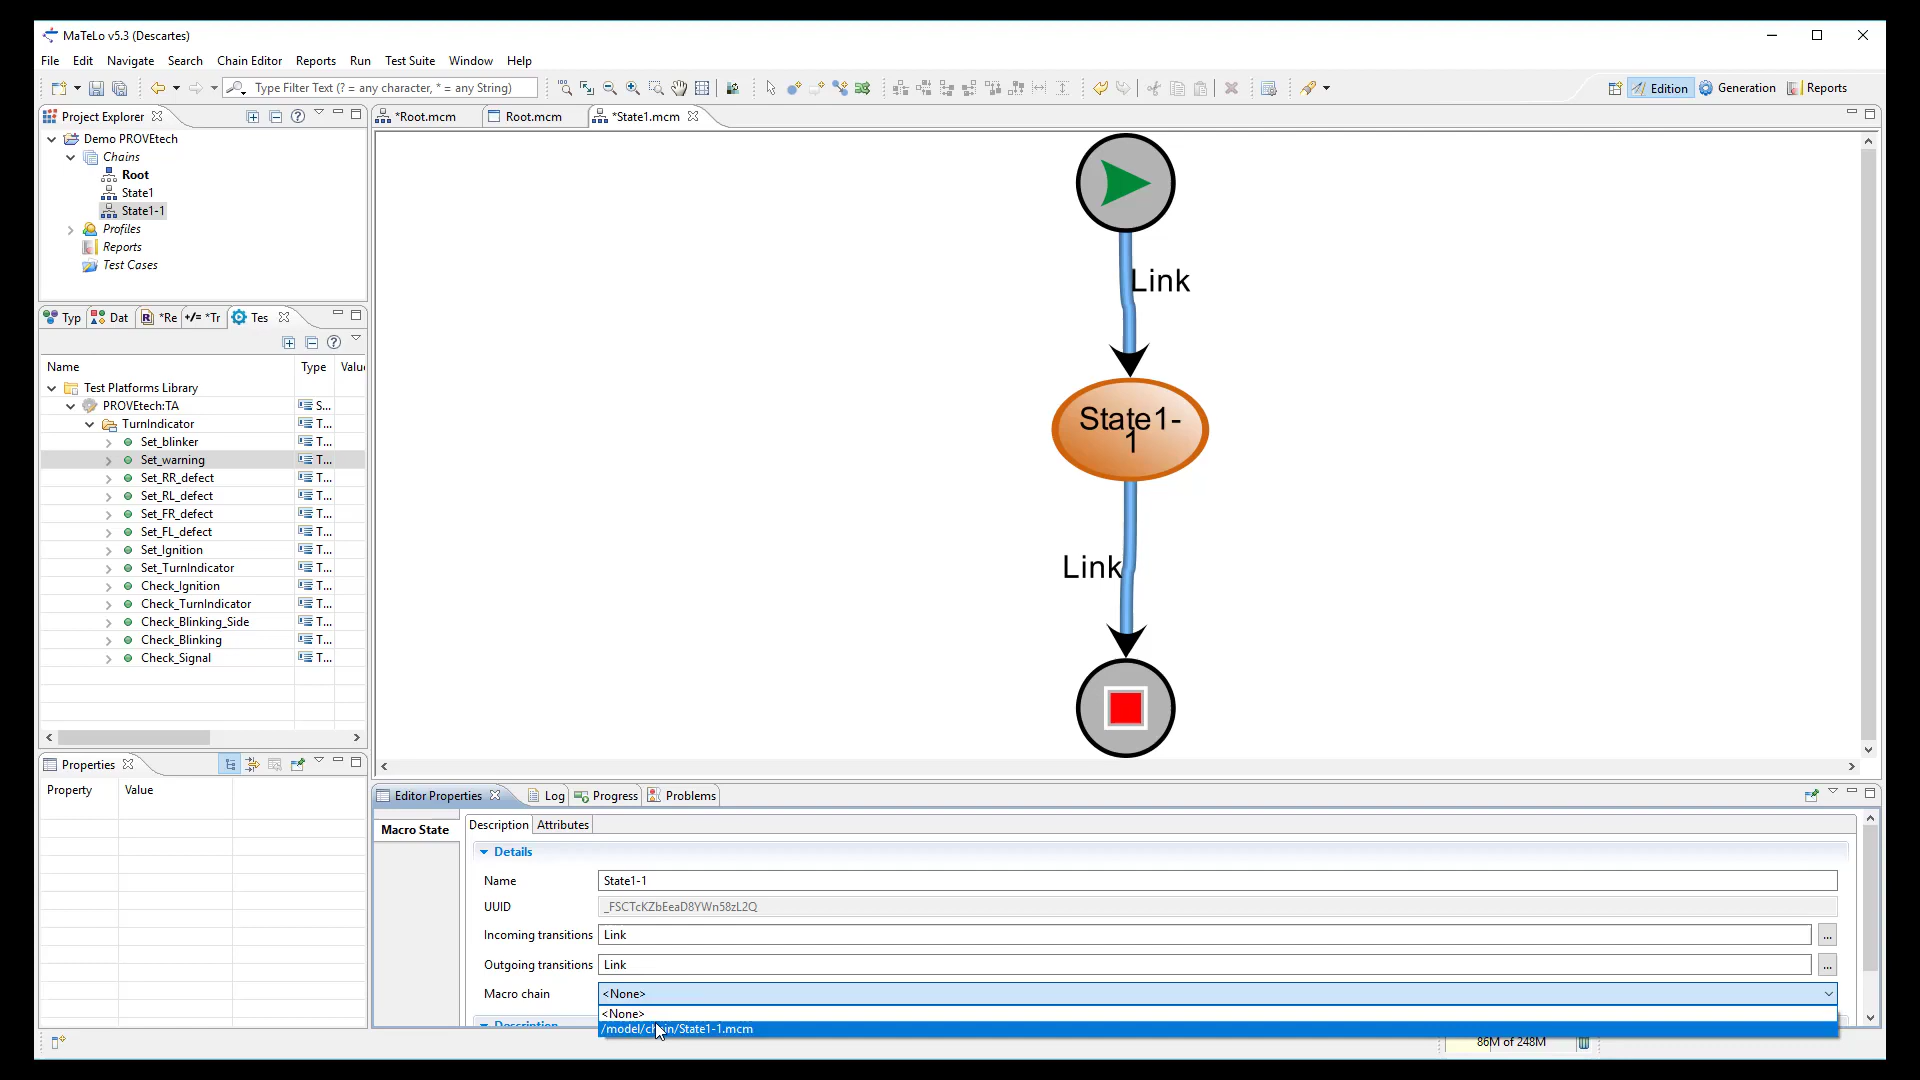 MaTeLo v5.3 (Descartes)
File Edit Navigate Search Chain Editor Reports Run Test Suite Window Help
Type Filter Text (? = any character, * = any String)
Edition Generation Reports
Project Explorer
Demo PROVEtech
Chains
Root
State1
State1-1
Profiles
Reports
Test Cases
*Root.mcm Root.mcm *State1.mcm
Link
State1-
1
Link
Typ Dat *Re *Tr Tes
Name Type Valu
Test Platforms Library
PROVEtech:TA S...
TurnIndicator T...
Set_blinker T...
Set_warning T...
Set_RR_defect T...
Set_RL_defect T...
Set_FR_defect T...
Set_FL_defect T...
Set_Ignition T...
Set_TurnIndicator T...
Check_Ignition T...
Check_TurnIndicator T...
Check_Blinking_Side T...
Check_Blinking T...
Check_Signal T...
Properties
Property Value
Editor Properties Log Progress Problems
Macro State
Description Attributes
Details
Name State1-1
UUID _FSCTcKZbEeaD8YWn58zL2Q
Incoming transitions Link ...
Outgoing transitions Link ...
Macro chain <None>
<None>
Description
/model/chain/State1-1.mcm
86M of 248M